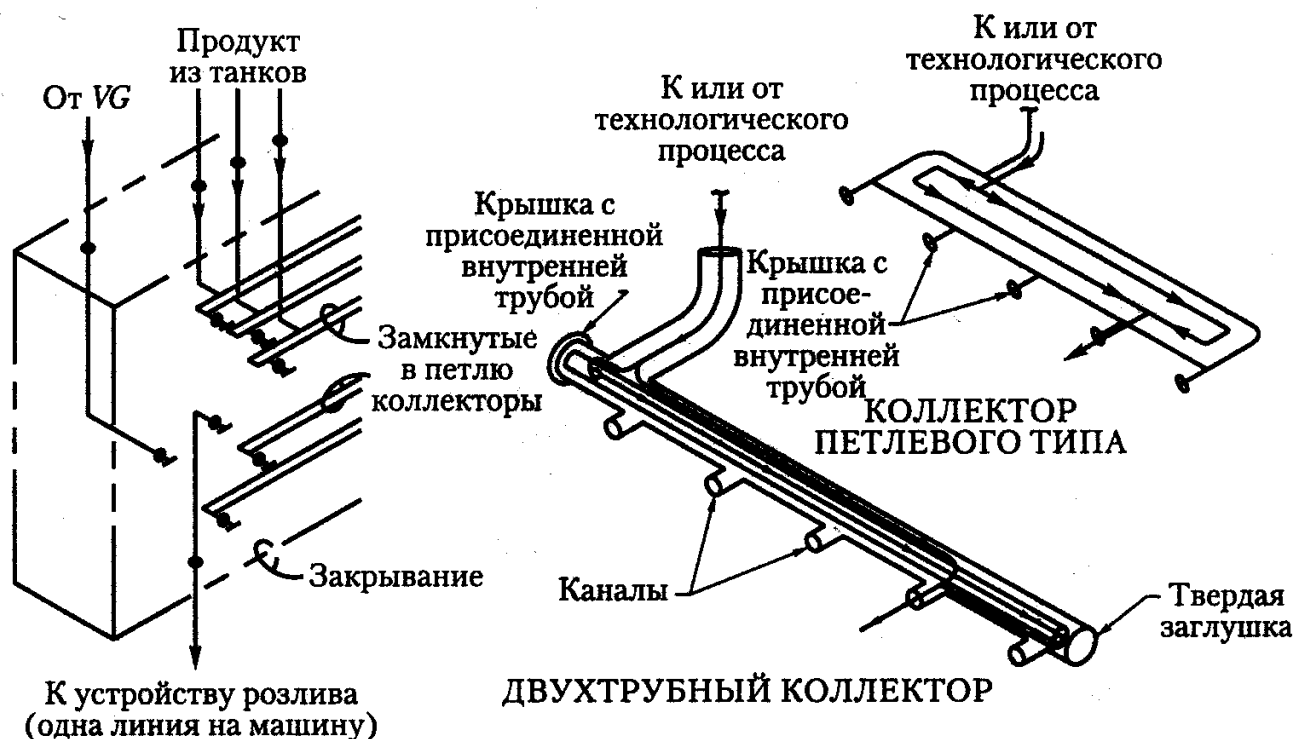 Продукт
из танков
От VG
К или от
технологического
процесса
К или от
технологического
процесса
Крышка с
присоединенной
внутренней
трубой
Крышка с
присое-
диненной
внутренней
трубой
Замкнутые
в петлю
коллекторы
КОЛЛЕКТОР
ПЕТЛЕВОГО ТИПА
Закрывание
Каналы
Твердая
заглушка
К устройству розлива
(одна линия на машину)
ДВУХТРУБНЫЙ КОЛЛЕКТОР